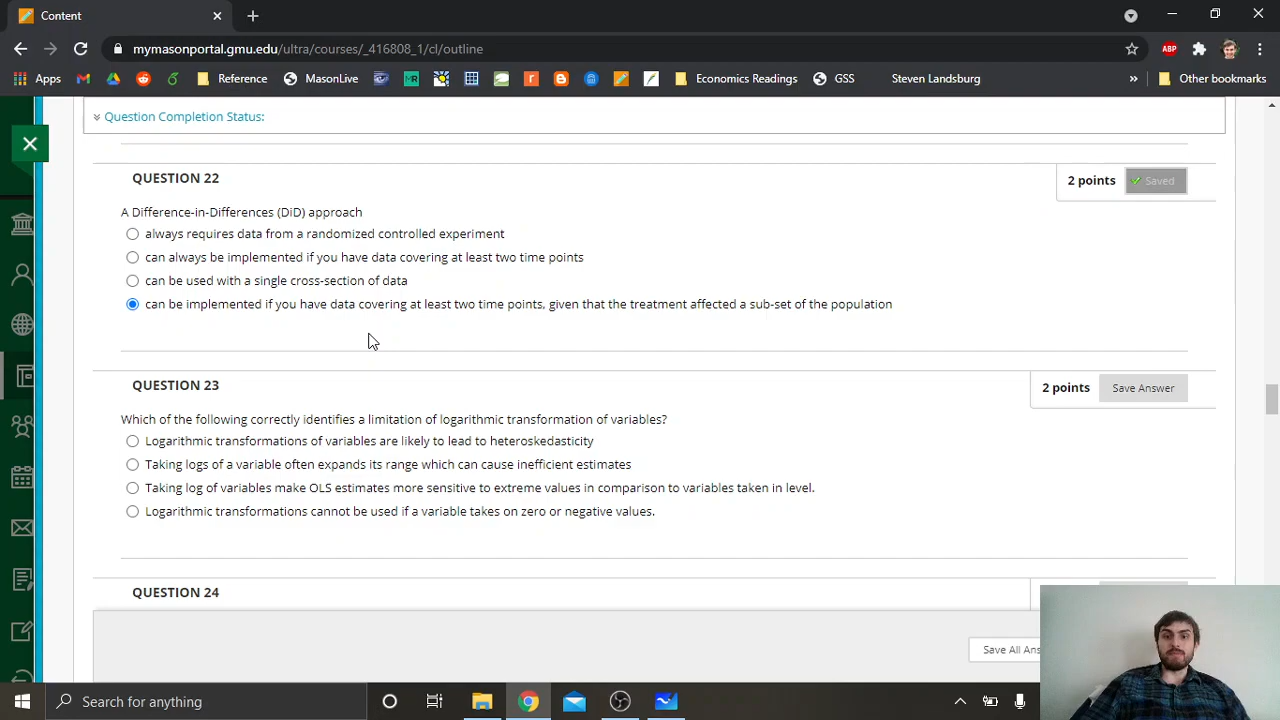 Content
mymasonportal.gmu.edu/ultra/courses/_416808_1/cl/outline
ABP
Apps
Reference
MasonLive
Economics Readings
GSS
Steven Landsburg
»
Other bookmarks
Question Completion Status:
QUESTION 22
2 points
Saved
A Difference-in-Differences (DiD) approach
always requires data from a randomized controlled experiment
can always be implemented if you have data covering at least two time points
can be used with a single cross-section of data
can be implemented if you have data covering at least two time points, given that the treatment affected a sub-set of the population
QUESTION 23
2 points
Save Answer
Which of the following correctly identifies a limitation of logarithmic transformation of variables?
Logarithmic transformations of variables are likely to lead to heteroskedasticity
Taking logs of a variable often expands its range which can cause inefficient estimates
Taking log of variables make OLS estimates more sensitive to extreme values in comparison to variables taken in level.
Logarithmic transformations cannot be used if a variable takes on zero or negative values.
QUESTION 24
Save All Ans
Search for anything